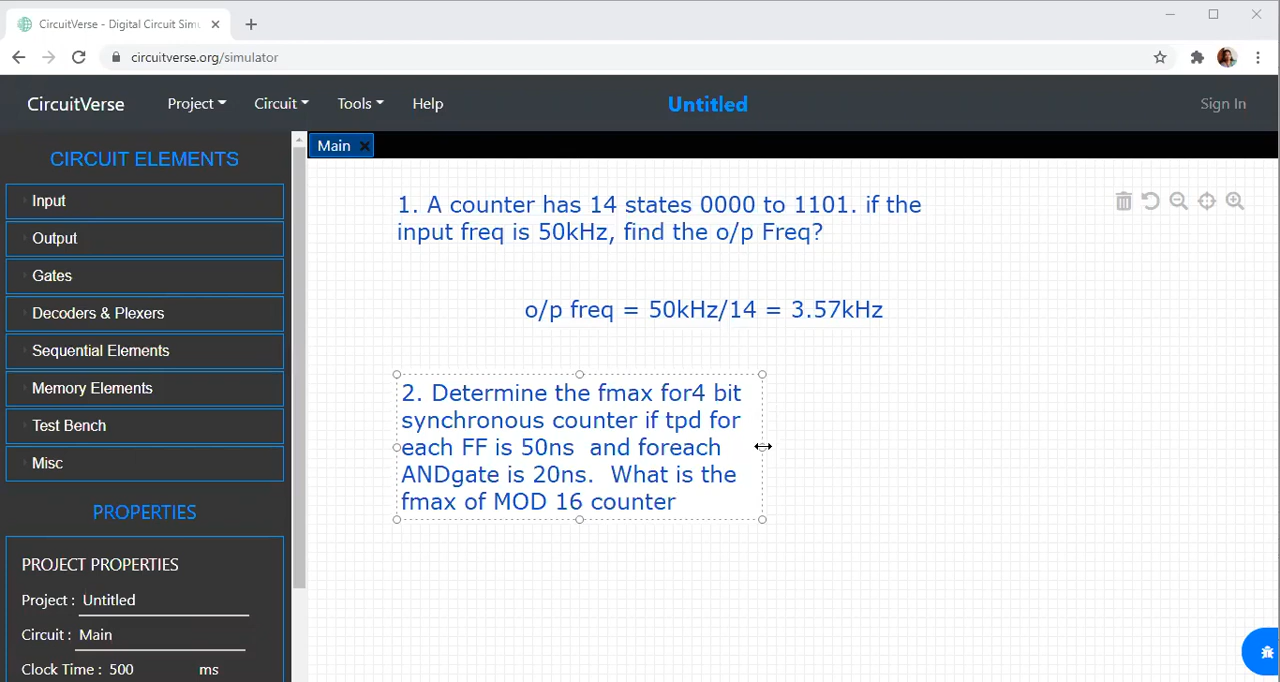 CircuitVerse - Digital Circuit Simu
circuitverse.org/simulator
CircuitVerse
Project
Circuit
Tools
Help
Untitled
Sign In
CIRCUIT ELEMENTS
Input
Output
Gates
Decoders & Plexers
Sequential Elements
Memory Elements
Test Bench
Misc
PROPERTIES
PROJECT PROPERTIES
Project : Untitled
Circuit : Main
Clock Time : 500 ms
Main
1. A counter has 14 states 0000 to 1101. if the
input freq is 50kHz, find the o/p Freq?
o/p freq = 50kHz/14 = 3.57kHz
2. Determine the fmax for4 bit
synchronous counter if tpd for
each FF is 50ns  and foreach
ANDgate is 20ns.  What is the
fmax of MOD 16 counter